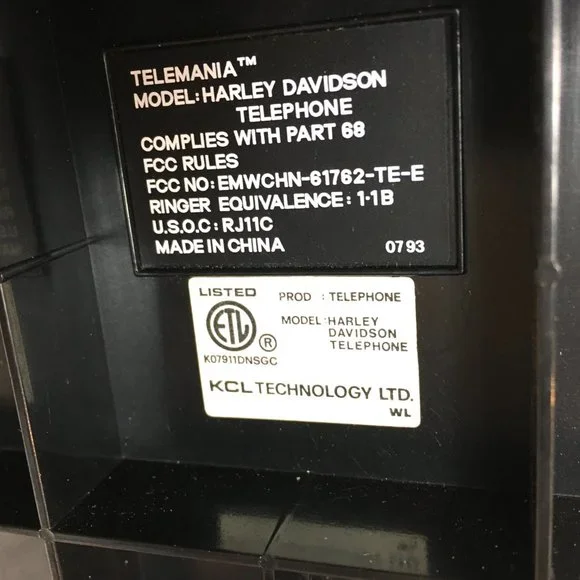 TELEMANIA™
MODEL: HARLEY DAVIDSON
TELEPHONE
COMPLIES WITH PART 68
FCC RULES
FCC NO: EMWCHN-61762-TE-E
RINGER EQUIVALENCE: 1·1B
U.S.O.C: RJ11C
MADE IN CHINA 0793
LISTED PROD : TELEPHONE
ETL ®
MODEL: HARLEY
DAVIDSON
TELEPHONE
K07911DNSGC
KCL TECHNOLOGY LTD.
WL